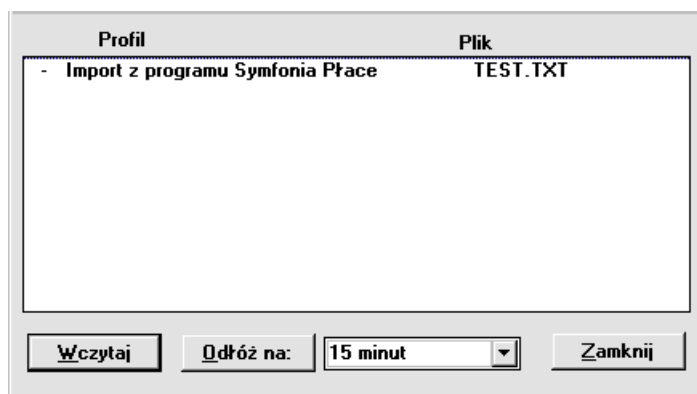 Profil Plik
- Import z programu Symfonia Płace TEST.TXT
Wczytaj Odłóż na: 15 minut Zamknij